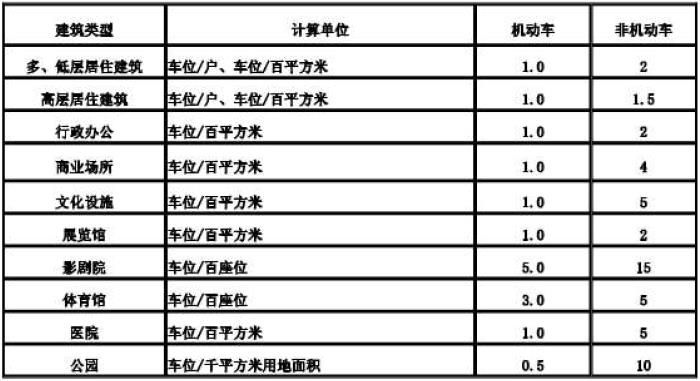 建筑类型 计算单位 机动车 非机动车
多、低层居住建筑 车位/户、车位/百平方米 1.0 2
高层居住建筑 车位/户、车位/百平方米 1.0 1.5
行政办公 车位/百平方米 1.0 2
商业场所 车位/百平方米 1.0 4
文化设施 车位/百平方米 1.0 5
展览馆 车位/百平方米 1.0 2
影剧院 车位/百座位 5.0 15
体育馆 车位/百座位 3.0 5
医院 车位/百平方米 1.0 5
公园 车位/千平方米用地面积 0.5 10